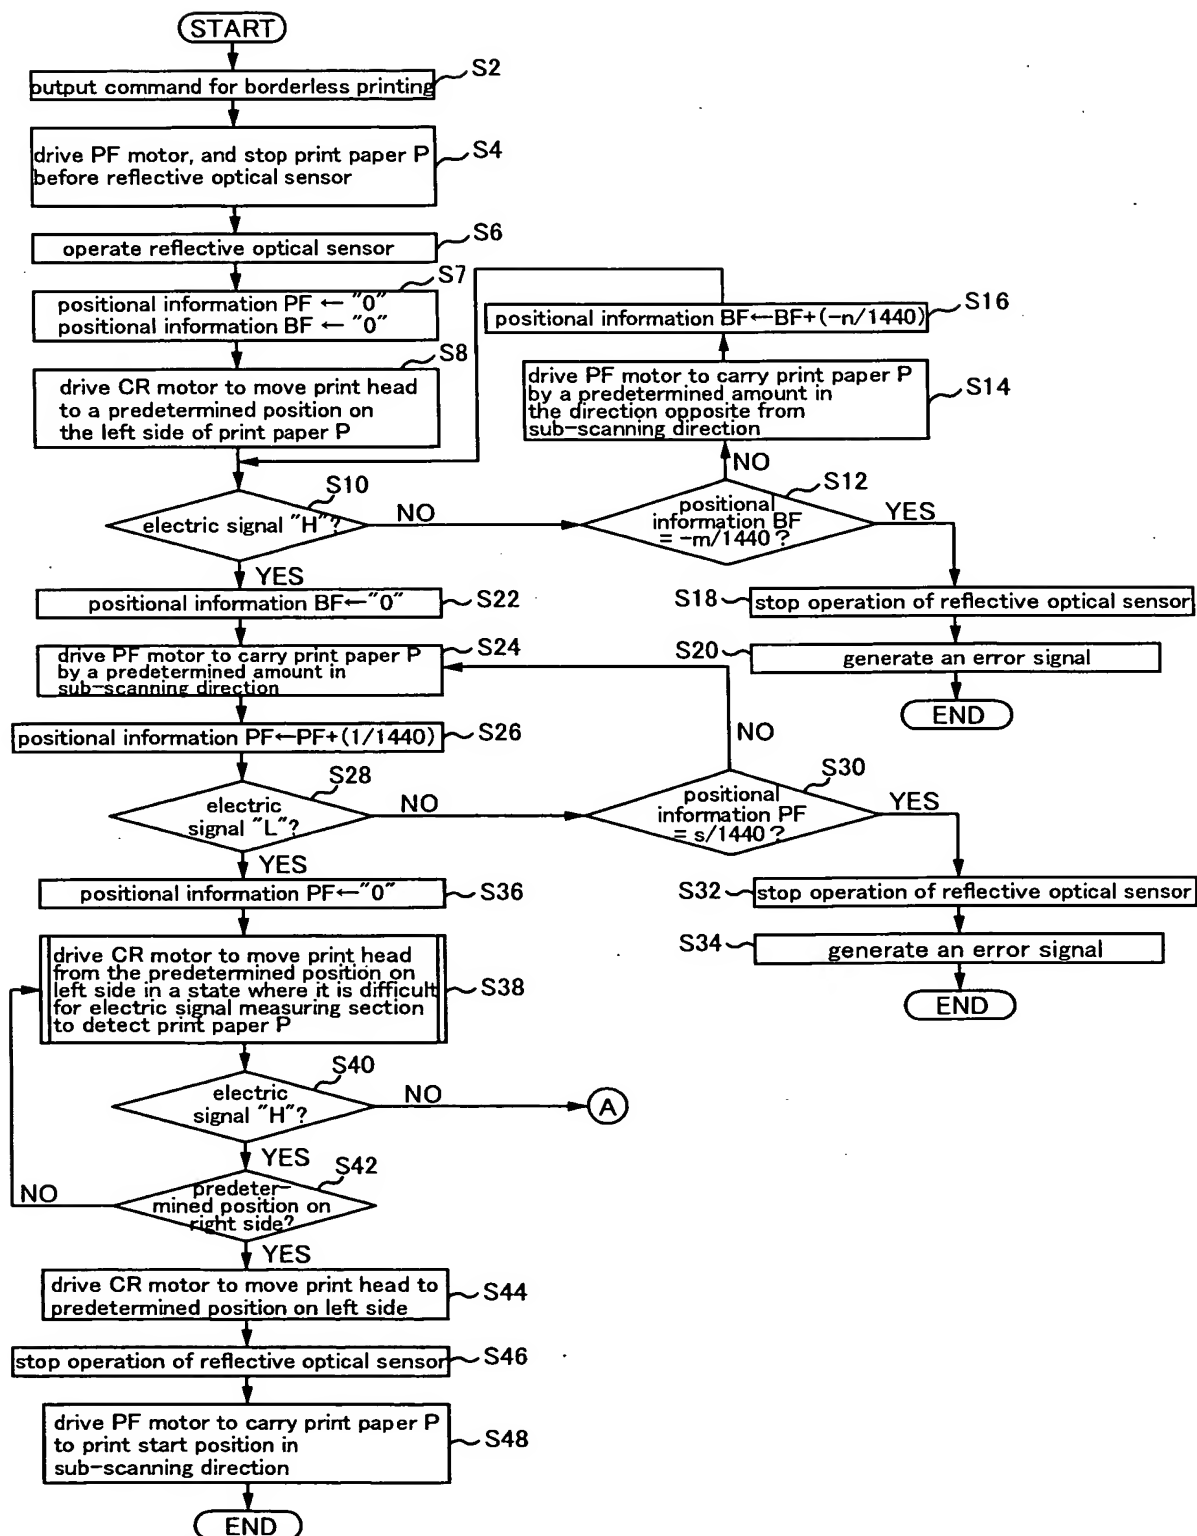 START
S2
output command for borderless printing
S4
drive PF motor, and stop print paper P
before reflective optical sensor
S6
operate reflective optical sensor
S7
positional information PF ← "0"
positional information BF ← "0"
S8
drive CR motor to move print head
to a predetermined position on
the left side of print paper P
S16
positional information BF←BF+(-n/1440)
S14
drive PF motor to carry print paper P
by a predetermined amount in
the direction opposite from
sub-scanning direction
NO
S10
electric signal "H"?
NO
S12
positional
information BF
= -m/1440?
YES
YES
S22
positional information BF←"0"
S18
stop operation of reflective optical sensor
S24
drive PF motor to carry print paper P
by a predetermined amount in
sub-scanning direction
S20
generate an error signal
END
S26
positional information PF←PF+(1/1440)
NO
S28
electric
signal "L"?
NO
S30
positional
information PF
= s/1440?
YES
YES
S36
positional information PF←"0"
S32
stop operation of reflective optical sensor
S34
generate an error signal
END
S38
drive CR motor to move print head
from the predetermined position on
left side in a state where it is difficult
for electric signal measuring section
to detect print paper P
S40
electric
signal "H"?
NO
A
YES
S42
predeter-
mined position on
right side?
NO
YES
S44
drive CR motor to move print head to
predetermined position on left side
S46
stop operation of reflective optical sensor
S48
drive PF motor to carry print paper P
to print start position in
sub-scanning direction
END